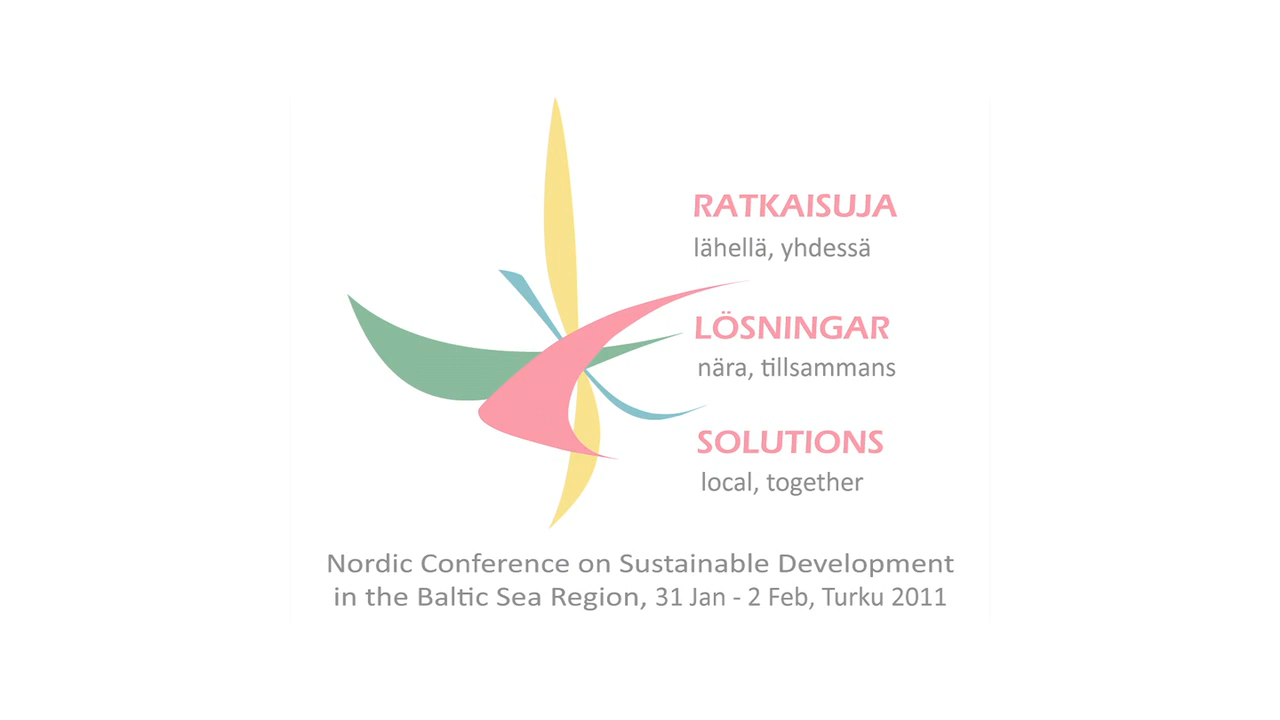 RATKAISUJA
lähellä, yhdessä
LÖSNINGAR
nära, tillsammans
SOLUTIONS
local, together
Nordic Conference on Sustainable Development
in the Baltic Sea Region, 31 Jan - 2 Feb, Turku 2011